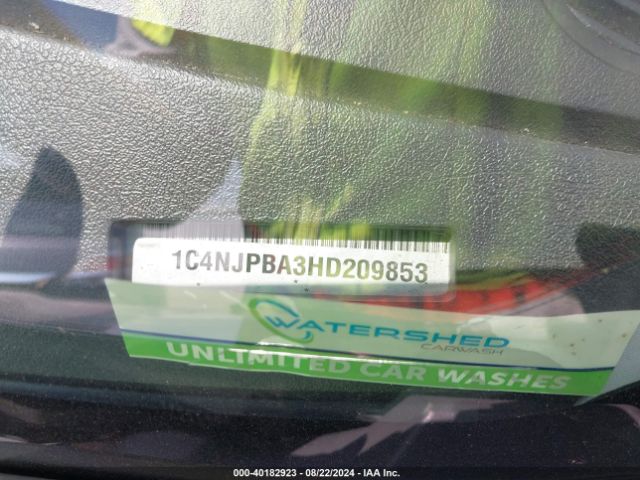 1C4NJPBA3HD209853
WATERSHED
CARWASH
UNLIMITED CAR WASHES
000-40182923 - 08/22/2024 - IAA Inc.